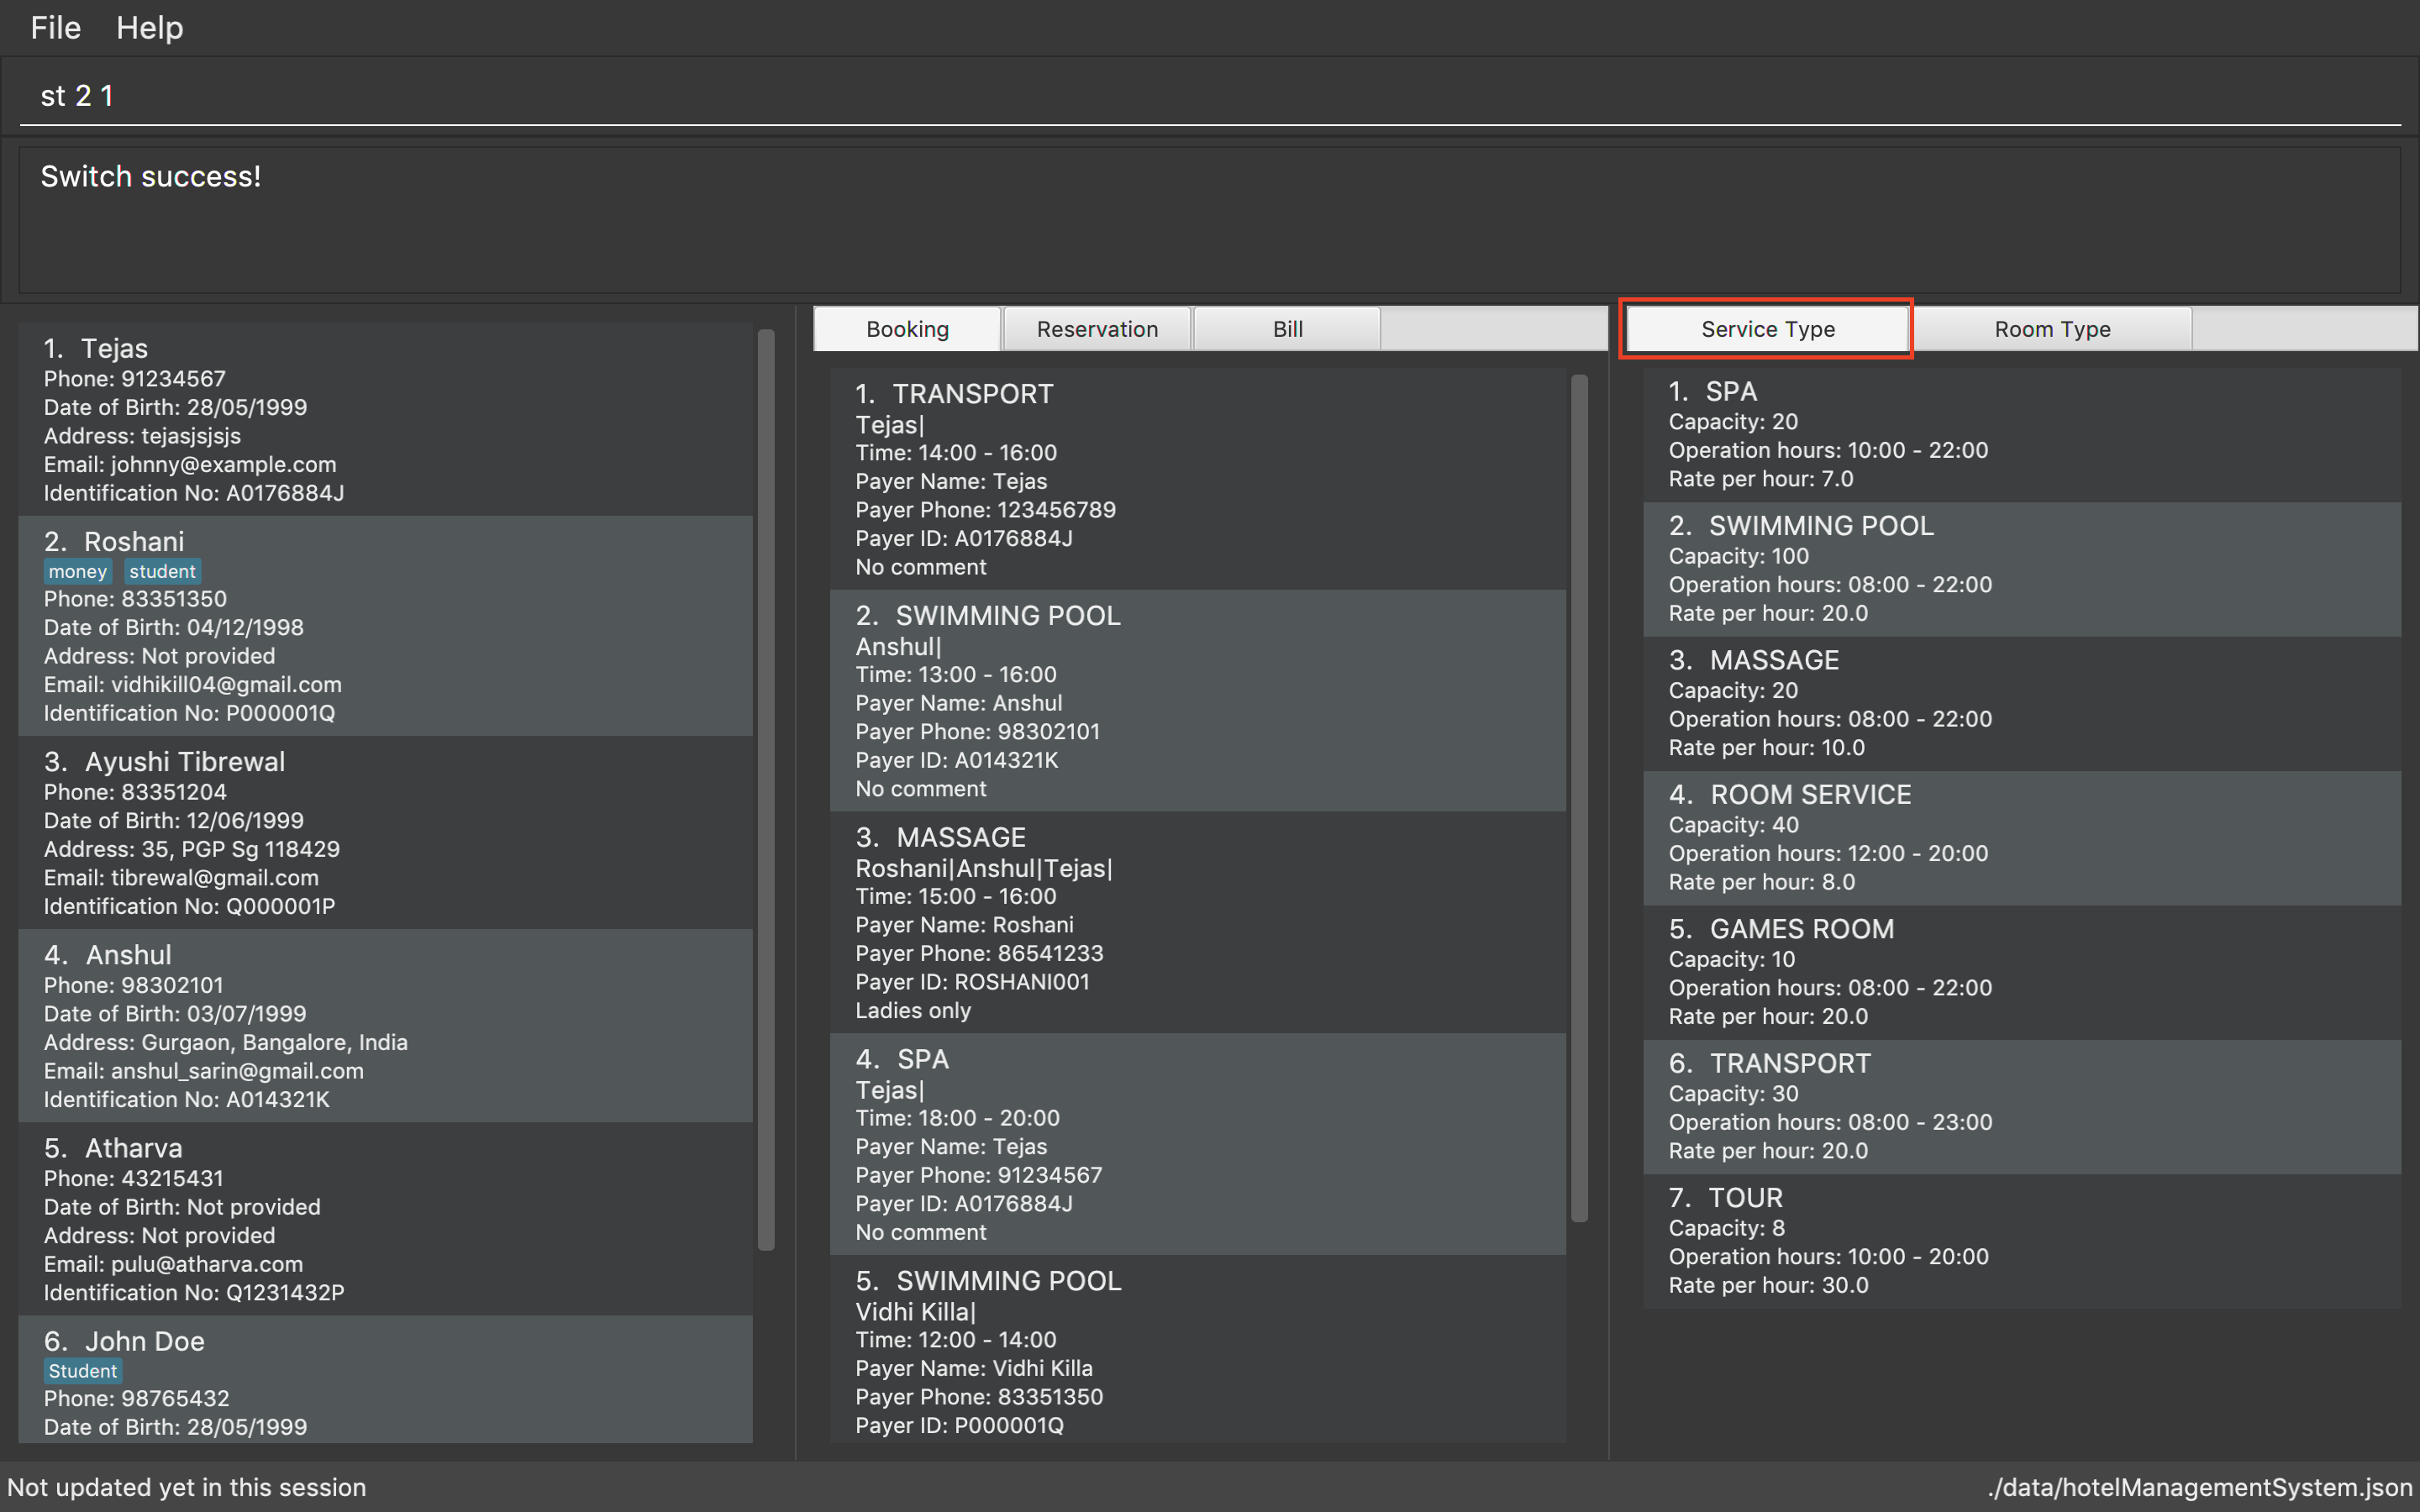 File Help
st 2 1
Switch success!
1. Tejas
Phone: 91234567
Date of Birth: 28/05/1999
Address: tejasjsjsjs
Email: johnny@example.com
Identification No: A0176884J
2. Roshani
money student
Phone: 83351350
Date of Birth: 04/12/1998
Address: Not provided
Email: vidhikill04@gmail.com
Identification No: P000001Q
3. Ayushi Tibrewal
Phone: 83351204
Date of Birth: 12/06/1999
Address: 35, PGP Sg 118429
Email: tibrewal@gmail.com
Identification No: Q000001P
4. Anshul
Phone: 98302101
Date of Birth: 03/07/1999
Address: Gurgaon, Bangalore, India
Email: anshul_sarin@gmail.com
Identification No: A014321K
5. Atharva
Phone: 43215431
Date of Birth: Not provided
Address: Not provided
Email: pulu@atharva.com
Identification No: Q1231432P
6. John Doe
Student
Phone: 98765432
Date of Birth: 28/05/1999
Booking Reservation Bill
1. TRANSPORT
Tejas|
Time: 14:00 - 16:00
Payer Name: Tejas
Payer Phone: 123456789
Payer ID: A0176884J
No comment
2. SWIMMING POOL
Anshul|
Time: 13:00 - 16:00
Payer Name: Anshul
Payer Phone: 98302101
Payer ID: A014321K
No comment
3. MASSAGE
Roshani|Anshul|Tejas|
Time: 15:00 - 16:00
Payer Name: Roshani
Payer Phone: 86541233
Payer ID: ROSHANI001
Ladies only
4. SPA
Tejas|
Time: 18:00 - 20:00
Payer Name: Tejas
Payer Phone: 91234567
Payer ID: A0176884J
No comment
5. SWIMMING POOL
Vidhi Killa|
Time: 12:00 - 14:00
Payer Name: Vidhi Killa
Payer Phone: 83351350
Payer ID: P000001Q
Service Type Room Type
1. SPA
Capacity: 20
Operation hours: 10:00 - 22:00
Rate per hour: 7.0
2. SWIMMING POOL
Capacity: 100
Operation hours: 08:00 - 22:00
Rate per hour: 20.0
3. MASSAGE
Capacity: 20
Operation hours: 08:00 - 22:00
Rate per hour: 10.0
4. ROOM SERVICE
Capacity: 40
Operation hours: 12:00 - 20:00
Rate per hour: 8.0
5. GAMES ROOM
Capacity: 10
Operation hours: 08:00 - 22:00
Rate per hour: 20.0
6. TRANSPORT
Capacity: 30
Operation hours: 08:00 - 23:00
Rate per hour: 20.0
7. TOUR
Capacity: 8
Operation hours: 10:00 - 20:00
Rate per hour: 30.0
Not updated yet in this session
./data/hotelManagementSystem.json